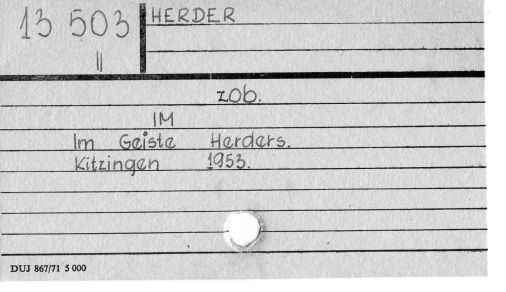 13 503 HERDER
II
zob.
IM
Im Geiste Herders.
Kitzingen 1953.
DUJ 867/71 5 000